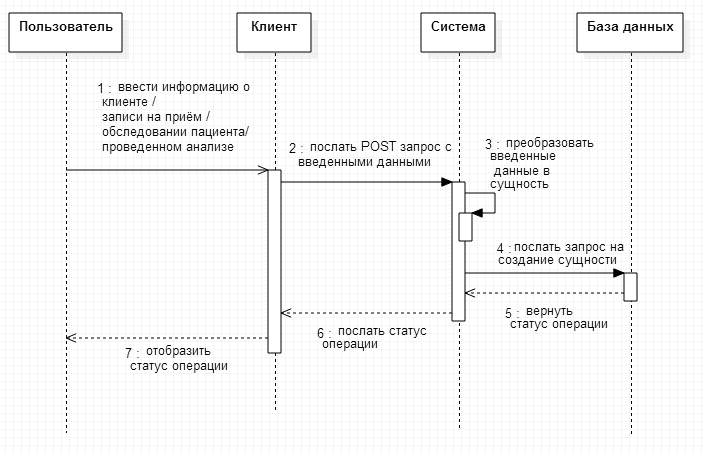 Пользователь
Клиент
Система
База данных
1 : ввести информацию о
клиенте /
записи на приём /
обследовании пациента/
проведенном анализе
2 : послать POST запрос с
введенными данными
3 : преобразовать
введенные
данные в
сущность
4 : послать запрос на
создание сущности
5 : вернуть
статус операции
6 : послать статус
операции
7 : отобразить
статус операции